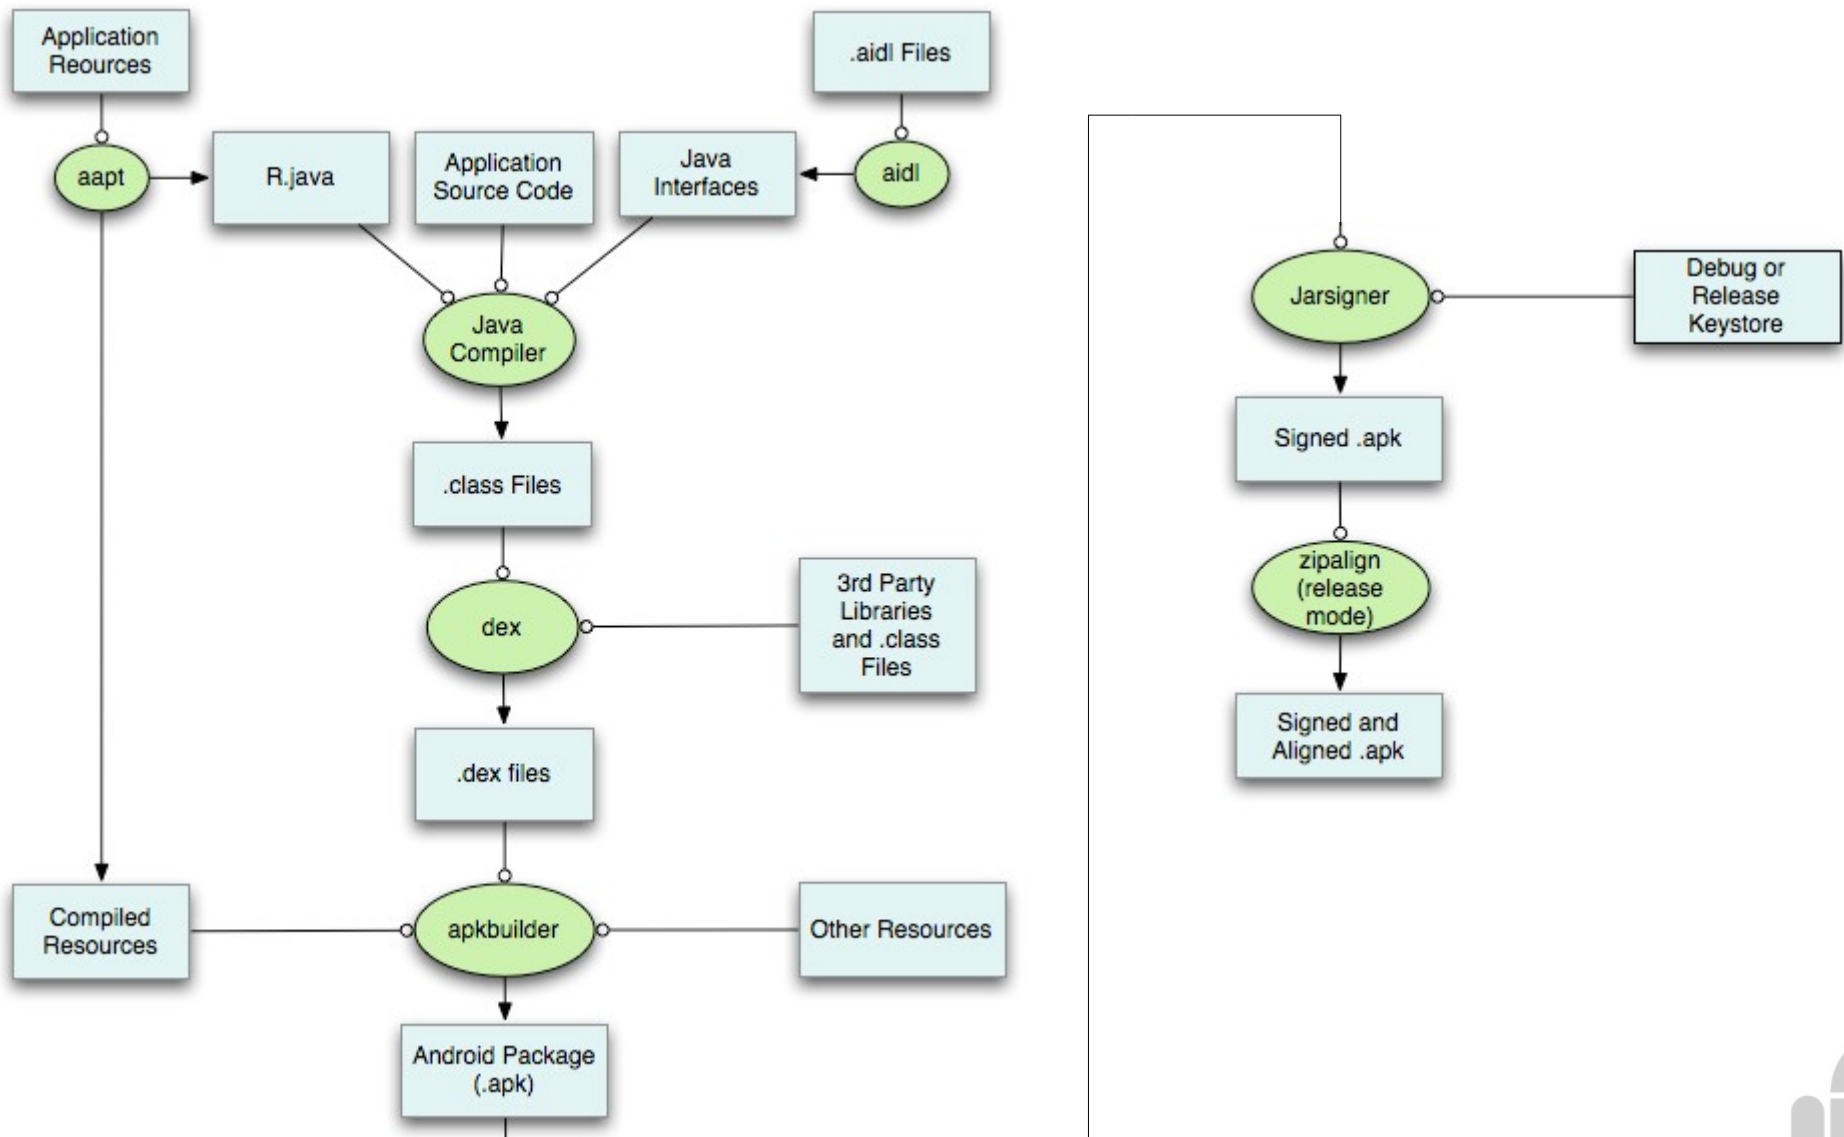 Application
Reources
.aidl Files
aapt
R.java
Application
Source Code
Java
Interfaces
aidl
Java
Compiler
.class Files
dex
3rd Party
Libraries
and .class
Files
.dex files
Compiled
Resources
apkbuilder
Other Resources
Android Package
(.apk)
Jarsigner
Debug or
Release
Keystore
Signed .apk
zipalign
(release
mode)
Signed and
Aligned .apk